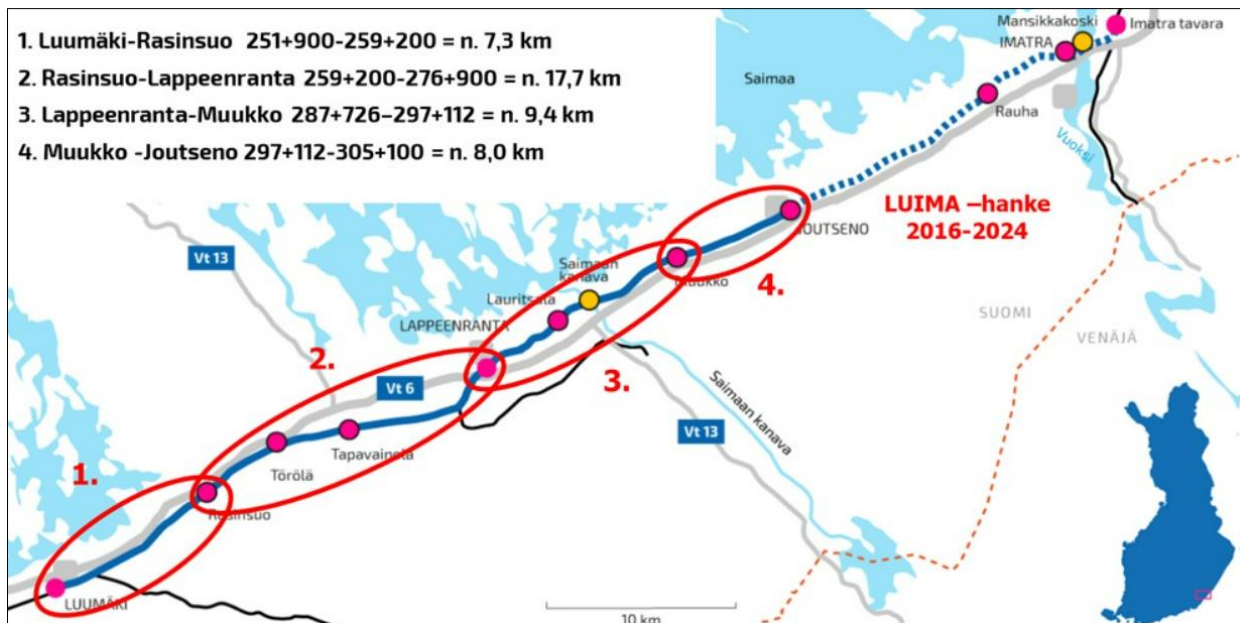 1. Luumäki-Rasinsuo 251+900-259+200 = n. 7,3 km
2. Rasinsuo-Lappeenranta 259+200-276+900 = n. 17,7 km
3. Lappeenranta-Muukko 287+726–297+112 = n. 9,4 km
4. Muukko -Joutseno 297+112-305+100 = n. 8,0 km
Mansikkakoski
Imatra tavara
IMATRA
Saimaa
Rauha
Vuoksi
LUIMA –hanke
2016-2024
JOUTSENO
Vt 13
Saimaan
kanava
Muukko
4.
Lauritsala
SUOMI
LAPPEENRANTA
VENÄJÄ
2.
Vt 6
3.
Saimaan kanava
Vt 13
Tapavainola
Törölä
1.
Rasinsuo
LUUMÄKI
10 km